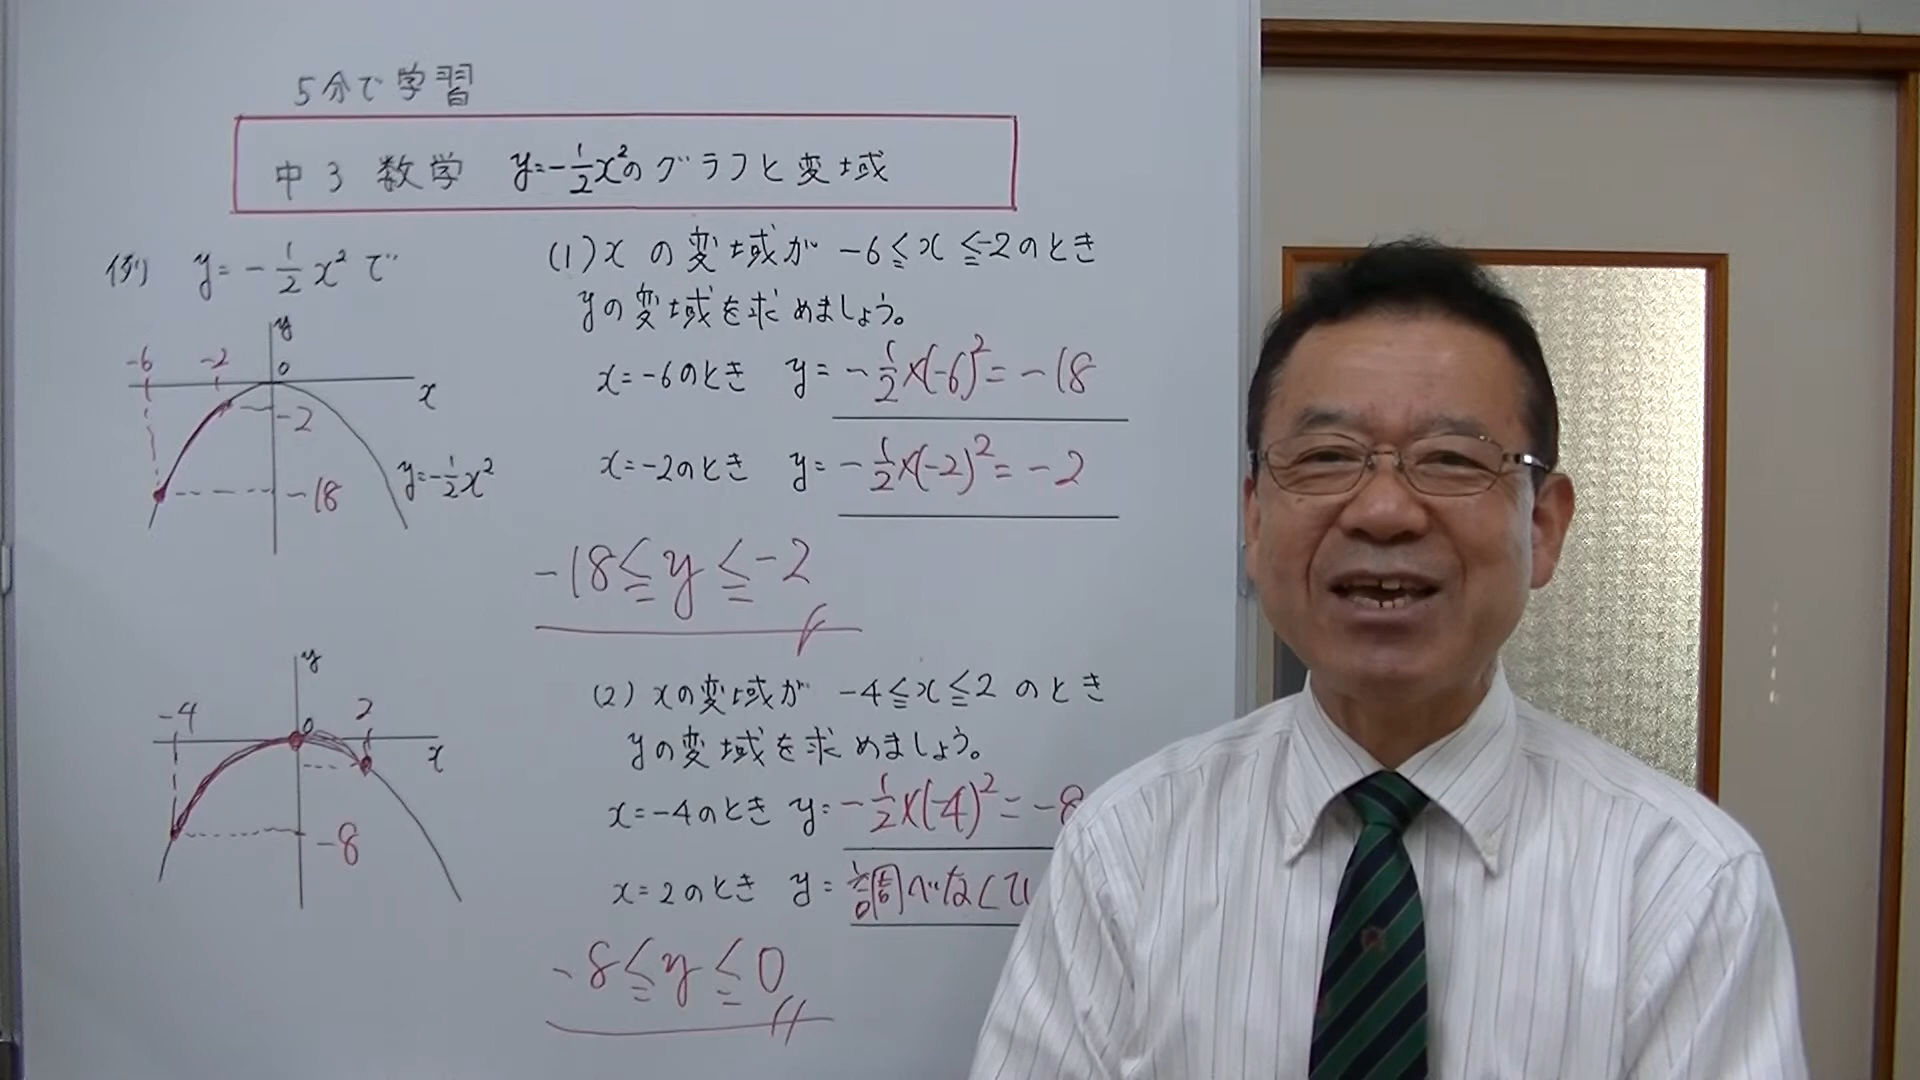 5分で学習
中3 数学 y=-1/2x²のグラフと変域
例) y=-1/2x²で
y
-6 -2 0
x
-2
-18
y=-1/2x²
(1) xの変域が -6≦x≦-2のとき
yの変域を求めましょう。
x=-6のとき y=-1/2×(-6)²=-18
x=-2のとき y=-1/2×(-2)²=-2
-18≦y≦-2
y
-4 0 2
x
-8
(2) xの変域が -4≦x≦2 のとき
yの変域を求めましょう。
x=-4のとき y=-1/2×(-4)²=-8
x=2のとき y=調べなくてい
-8≦y≦0